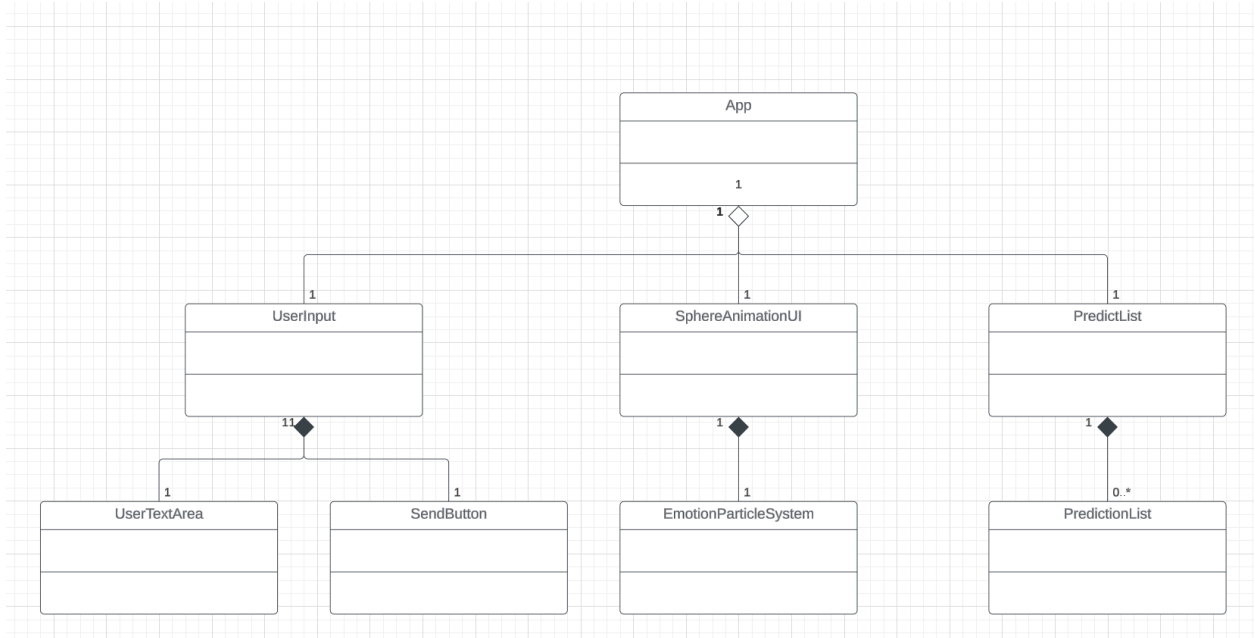 App
1
1
1
1
1
UserInput
SphereAnimationUI
PredictList
11
1
1
1
1
1
0..*
UserTextArea
SendButton
EmotionParticleSystem
PredictionList